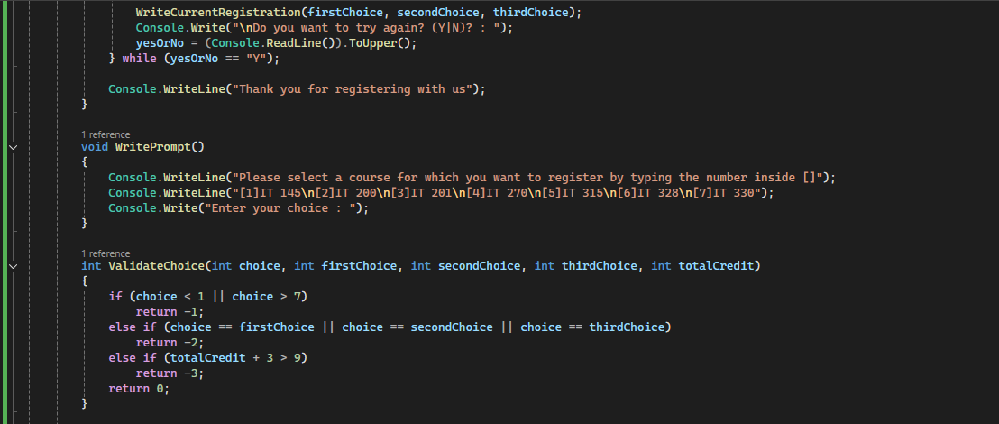 WriteCurrentRegistration(firstChoice, secondChoice, thirdChoice);
Console.Write("\nDo you want to try again? (Y|N)? : ");
yesOrNo = (Console.ReadLine()).ToUpper();
} while (yesOrNo == "Y");
Console.WriteLine("Thank you for registering with us");
}
1 reference
void WritePrompt()
{
Console.WriteLine("Please select a course for which you want to register by typing the number inside []");
Console.WriteLine("[1]IT 145\n[2]IT 200\n[3]IT 201\n[4]IT 270\n[5]IT 315\n[6]IT 328\n[7]IT 330");
Console.Write("Enter your choice : ");
}
1 reference
int ValidateChoice(int choice, int firstChoice, int secondChoice, int thirdChoice, int totalCredit)
{
if (choice < 1 || choice > 7)
return -1;
else if (choice == firstChoice || choice == secondChoice || choice == thirdChoice)
return -2;
else if (totalCredit + 3 > 9)
return -3;
return 0;
}